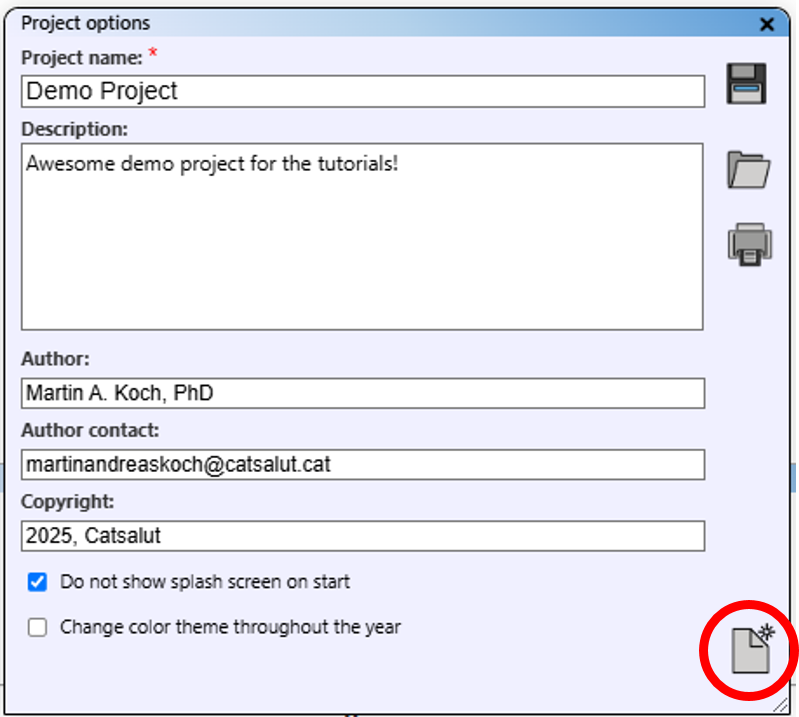 Project options
Project name: *
Demo Project
Description:
Awesome demo project for the tutorials!
Author:
Martin A. Koch, PhD
Author contact:
martinandreaskoch@catsalut.cat
Copyright:
2025, Catsalut
Do not show splash screen on start
Change color theme throughout the year